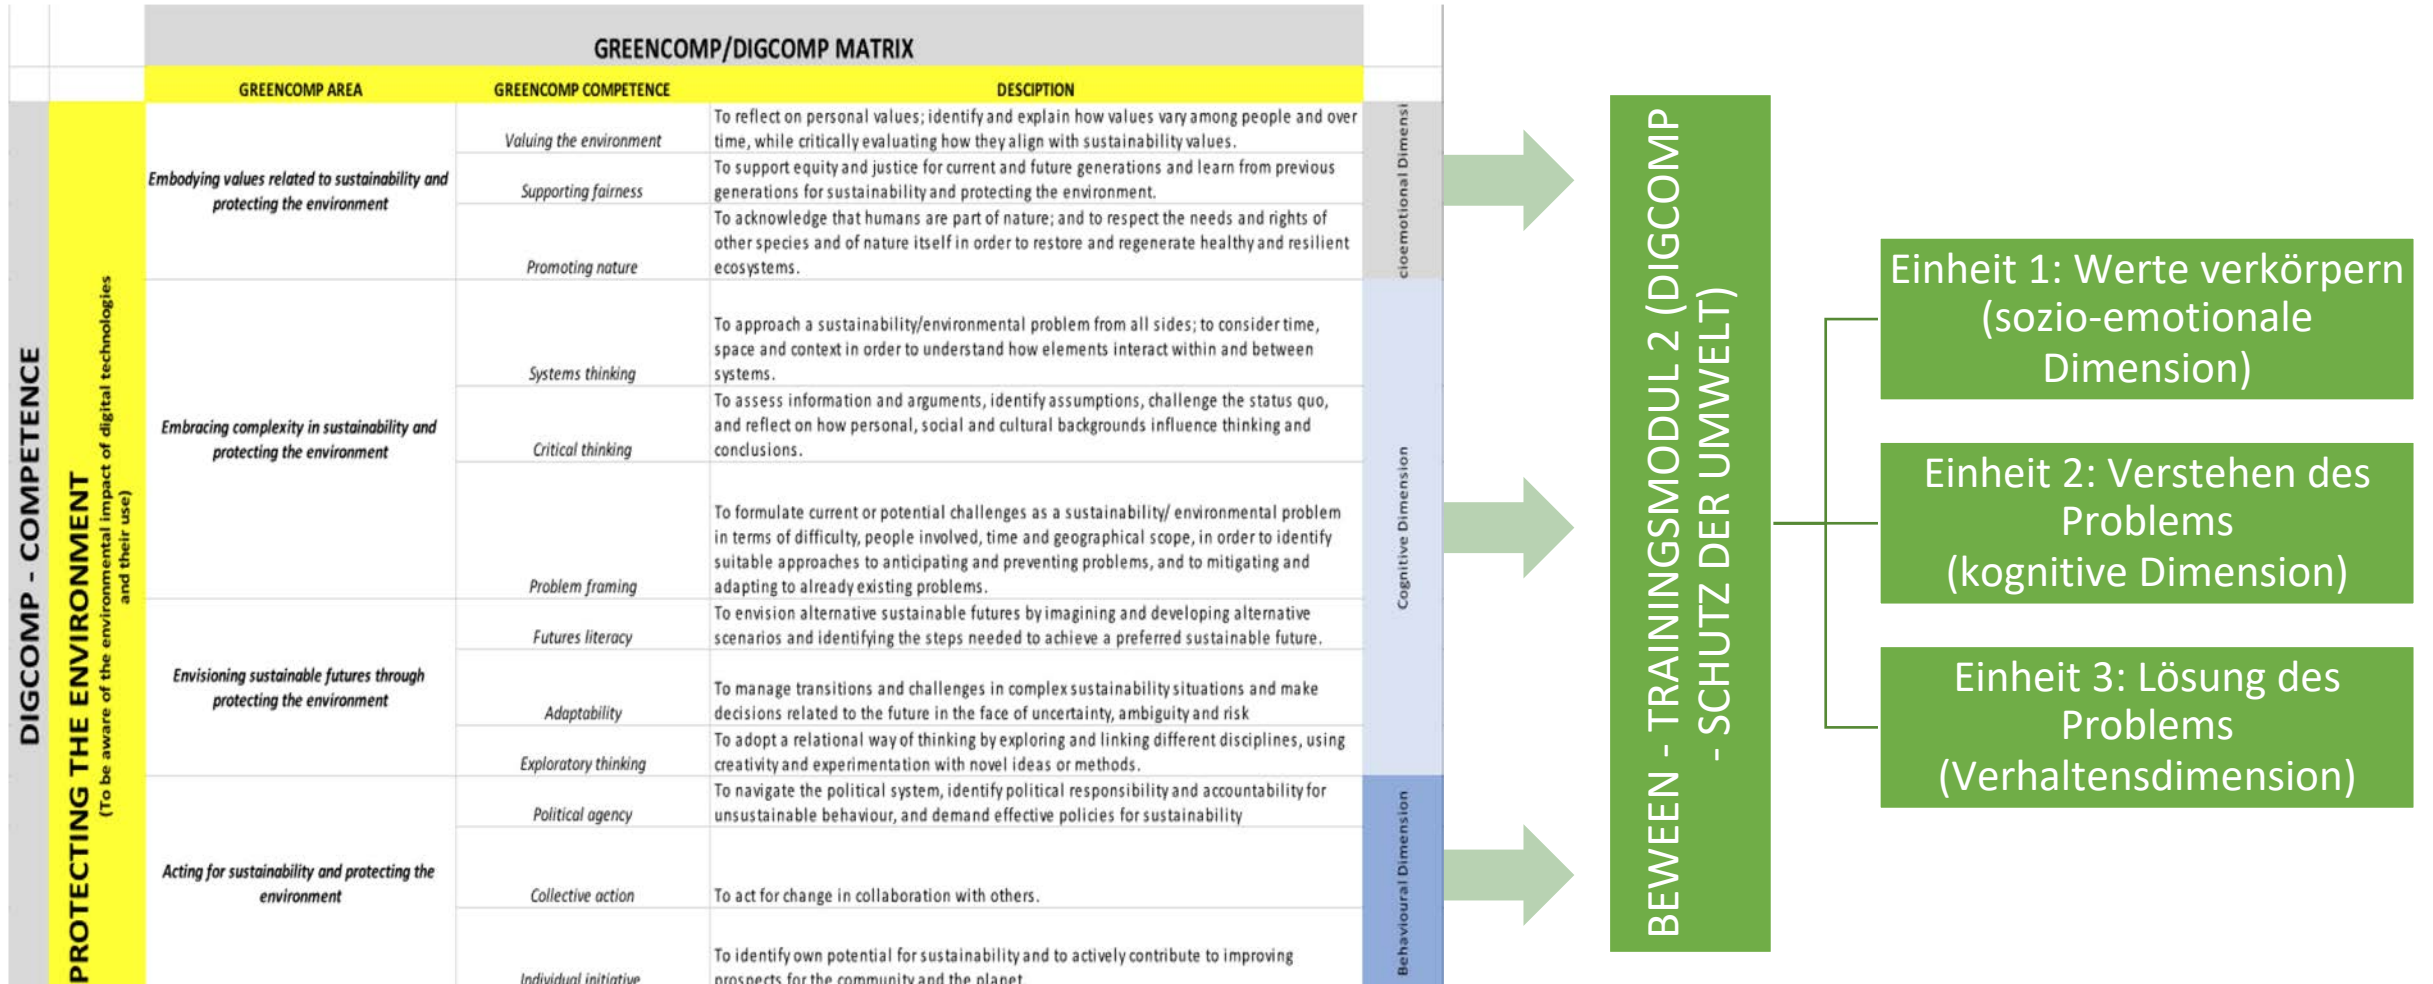 GREENCOMP/DIGCOMP MATRIX
GREENCOMP AREA
GREENCOMP COMPETENCE
DESCIPTION
DIGCOMP - COMPETENCE
PROTECTING THE ENVIRONMENT
(To be aware of the environmental impact of digital technologies
and their use)
Embodying values related to sustainability and
protecting the environment
Valuing the environment
To reflect on personal values; identify and explain how values vary among people and over
time, while critically evaluating how they align with sustainability values.
Supporting fairness
To support equity and justice for current and future generations and learn from previous
generations for sustainability and protecting the environment.
Promoting nature
To acknowledge that humans are part of nature; and to respect the needs and rights of
other species and of nature itself in order to restore and regenerate healthy and resilient
ecosystems.
cioemotional Dimensi
Embracing complexity in sustainability and
protecting the environment
Systems thinking
To approach a sustainability/environmental problem from all sides; to consider time,
space and context in order to understand how elements interact within and between
systems.
Critical thinking
To assess information and arguments, identify assumptions, challenge the status quo,
and reflect on how personal, social and cultural backgrounds influence thinking and
conclusions.
Problem framing
To formulate current or potential challenges as a sustainability/ environmental problem
in terms of difficulty, people involved, time and geographical scope, in order to identify
suitable approaches to anticipating and preventing problems, and to mitigating and
adapting to already existing problems.
Cognitive Dimension
Envisioning sustainable futures through
protecting the environment
Futures literacy
To envision alternative sustainable futures by imagining and developing alternative
scenarios and identifying the steps needed to achieve a preferred sustainable future.
Adaptability
To manage transitions and challenges in complex sustainability situations and make
decisions related to the future in the face of uncertainty, ambiguity and risk
Exploratory thinking
To adopt a relational way of thinking by exploring and linking different disciplines, using
creativity and experimentation with novel ideas or methods.
Acting for sustainability and protecting the
environment
Political agency
To navigate the political system, identify political responsibility and accountability for
unsustainable behaviour, and demand effective policies for sustainability
Collective action
To act for change in collaboration with others.
Individual initiative
To identify own potential for sustainability and to actively contribute to improving
prospects for the community and the planet.
Behavioural Dimension
BEWEEN - TRAININGSMODUL 2 (DIGCOMP
- SCHUTZ DER UMWELT)
Einheit 1: Werte verkörpern
(sozio-emotionale
Dimension)
Einheit 2: Verstehen des
Problems
(kognitive Dimension)
Einheit 3: Lösung des
Problems
(Verhaltensdimension)